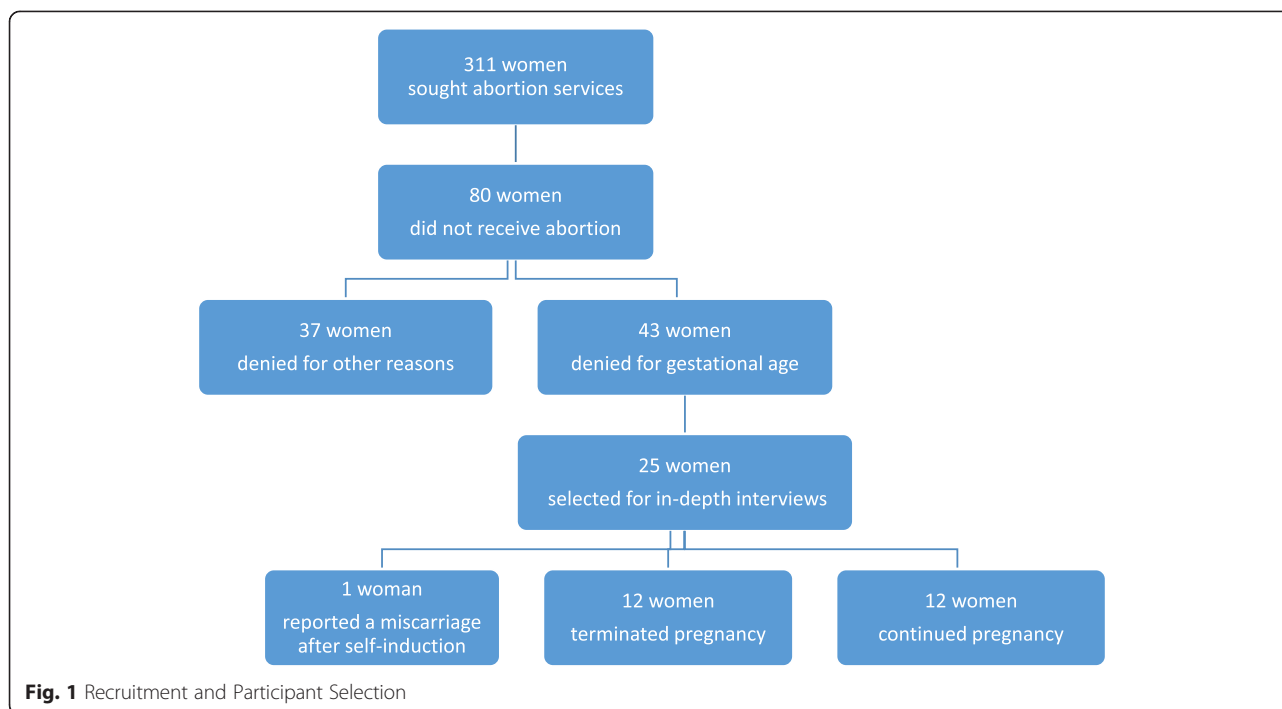 311 women
sought abortion services
80 women
did not receive abortion
37 women
denied for other reasons
43 women
denied for gestational age
25 women
selected for in-depth interviews
1 woman
reported a miscarriage
after self-induction
12 women
terminated pregnancy
12 women
continued pregnancy
Fig. 1 Recruitment and Participant Selection